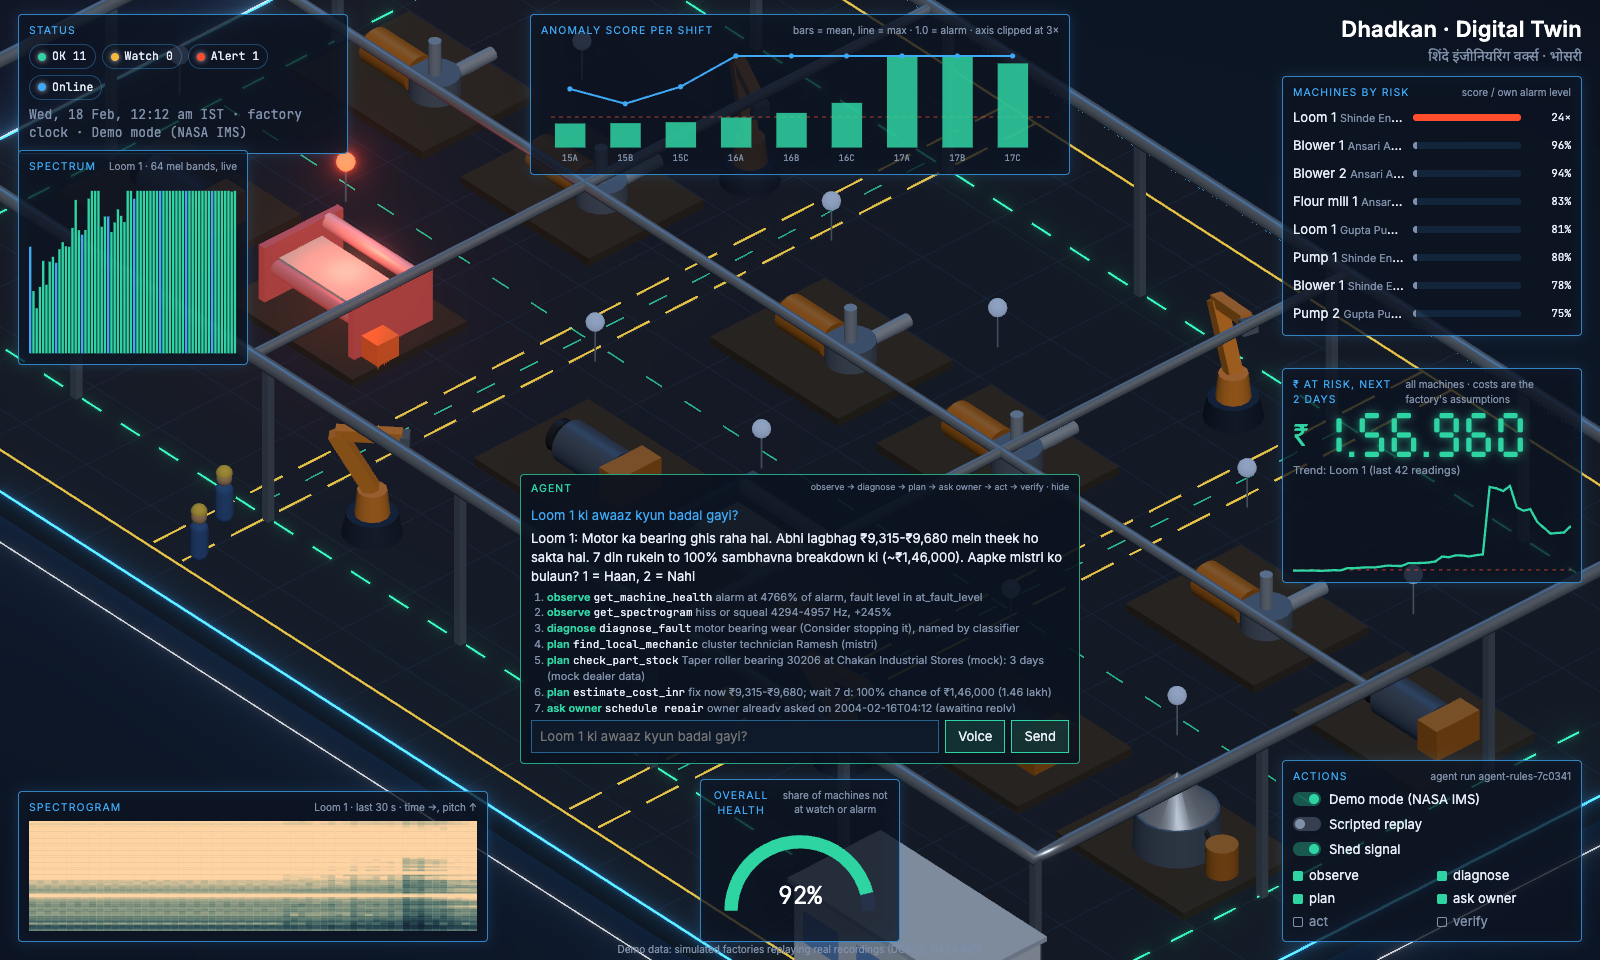 STATUS
OK 11
Watch 0
Alert 1
Online
Wed, 18 Feb, 12:12 am IST · factory
clock · Demo mode (NASA IMS)
SPECTRUM
Loom 1 · 64 mel bands, live
ANOMALY SCORE PER SHIFT
bars = mean, line = max · 1.0 = alarm · axis clipped at 3×
15A 15B 15C 16A 16B 16C 17A 17B 17C
Dhadkan · Digital Twin
शिंदे इंजीनियरिंग वर्क्स · भोसरी
MACHINES BY RISK
score / own alarm level
Loom 1 Shinde En... 24×
Blower 1 Ansari A... 96%
Blower 2 Ansari A... 94%
Flour mill 1 Ansar... 83%
Loom 1 Gupta Pu... 81%
Pump 1 Shinde En... 80%
Blower 1 Shinde E... 78%
Pump 2 Gupta Pu... 75%
₹ AT RISK, NEXT
2 DAYS
all machines · costs are the
factory's assumptions
₹ 1.56.960
Trend: Loom 1 (last 42 readings)
AGENT
observe → diagnose → plan → ask owner → act → verify · hide
Loom 1 ki awaaz kyun badal gayi?
Loom 1: Motor ka bearing ghis raha hai. Abhi lagbhag ₹9,315-₹9,680 mein theek ho
sakta hai. 7 din rukein to 100% sambhavna breakdown ki (~₹1,46,000). Aapke mistri ko
bulaun? 1 = Haan, 2 = Nahi
1. observe get_machine_health alarm at 4766% of alarm, fault level in at_fault_level
2. observe get_spectrogram hiss or squeal 4294-4957 Hz, +245%
3. diagnose diagnose_fault motor bearing wear (Consider stopping it), named by classifier
4. plan find_local_mechanic cluster technician Ramesh (mistri)
5. plan check_part_stock Taper roller bearing 30206 at Chakan Industrial Stores (mock): 3 days
(mock dealer data)
6. plan estimate_cost_inr fix now ₹9,315-₹9,680; wait 7 d: 100% chance of ₹1,46,000 (1.46 lakh)
7. ask owner schedule_repair owner already asked on 2004-02-16T04:12 (awaiting reply)
Loom 1 ki awaaz kyun badal gayi?
Voice
Send
SPECTROGRAM
Loom 1 · last 30 s · time →, pitch ↑
OVERALL
HEALTH
share of machines not
at watch or alarm
92%
Demo data: simulated factories replaying real recordings
ACTIONS
agent run agent-rules-7c0341
Demo mode (NASA IMS)
Scripted replay
Shed signal
observe
diagnose
plan
ask owner
act
verify